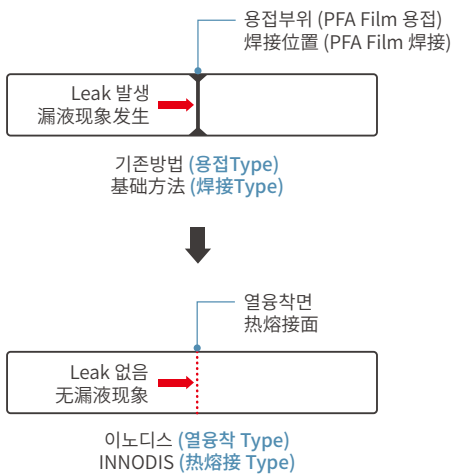 용접부위 (PFA Film 용접)
焊接位置 (PFA Film 焊接)
Leak 발생
漏液现象发生
기존방법 (용접Type)
基础方法 (焊接Type)
열융착면
热熔接面
Leak 없음
无漏液现象
이노디스 (열융착 Type)
INNODIS (热熔接 Type)